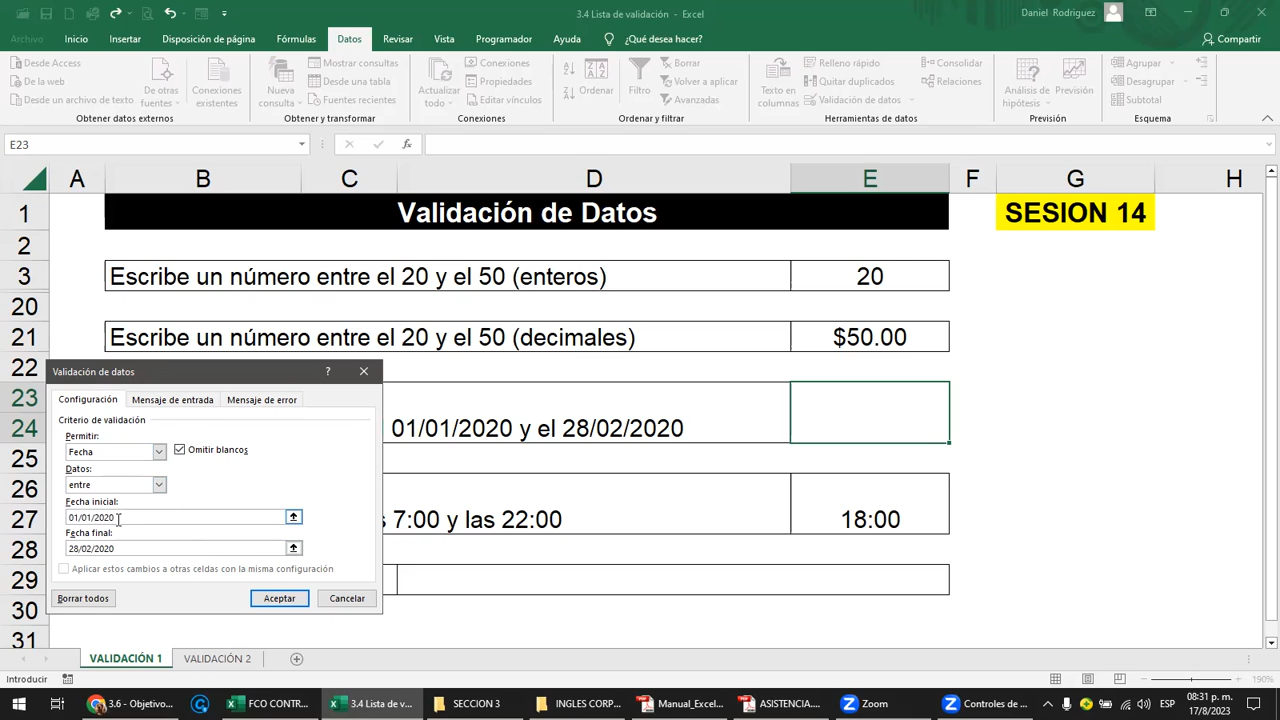 3.4 Lista de validación - Excel
Daniel Rodriguez
Archivo Inicio Insertar Disposición de página Fórmulas Datos Revisar Vista Programador Ayuda ¿Qué desea hacer? Compartir
Desde Access
De la web
Desde un archivo de texto
De otras fuentes
Conexiones existentes
Obtener datos externos
Nueva consulta
Mostrar consultas
Desde una tabla
Fuentes recientes
Obtener y transformar
Actualizar todo
Conexiones
Propiedades
Editar vínculos
Conexiones
Ordenar
Filtro
Borrar
Volver a aplicar
Avanzadas
Ordenar y filtrar
Texto en columnas
Relleno rápido
Quitar duplicados
Validación de datos
Consolidar
Relaciones
Herramientas de datos
Análisis de hipótesis
Previsión
Previsión
Agrupar
Desagrupar
Subtotal
Esquema
E23
fx
A B C D E F G H
1 Validación de Datos SESION 14
2
3 Escribe un número entre el 20 y el 50 (enteros) 20
20
21 Escribe un número entre el 20 y el 50 (decimales) $50.00
22
23
24 01/01/2020 y el 28/02/2020
25
26
27 7:00 y las 22:00 18:00
28
29
30
31
Validación de datos
?
Configuración Mensaje de entrada Mensaje de error
Criterio de validación
Permitir:
Fecha Omitir blancos
Datos:
entre
Fecha inicial:
01/01/2020
Fecha final:
28/02/2020
Aplicar estos cambios a otras celdas con la misma configuración
Borrar todos Aceptar Cancelar
VALIDACIÓN 1 VALIDACIÓN 2
Introducir
190%
3.6 - Objetivo...
FCO CONTR...
3.4 Lista de v...
SECCION 3
INGLES CORP...
Manual_Excel...
ASISTENCIA....
Zoom
Controles de ...
ESP
08:31 p. m.
17/8/2023